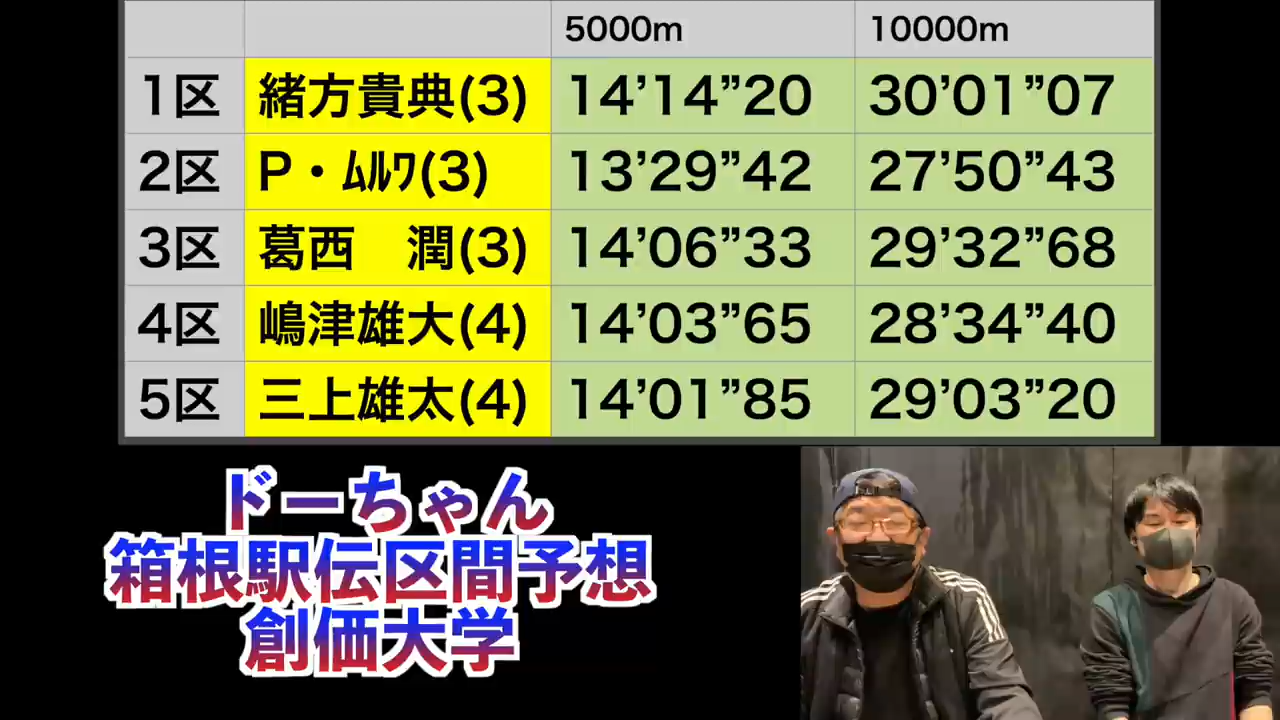 5000m 10000m
1区 緒方貴典(3) 14’14”20 30’01”07
2区 P・ﾑﾙﾜ(3) 13’29”42 27’50”43
3区 葛西　潤(3) 14’06”33 29’32”68
4区 嶋津雄大(4) 14’03”65 28’34”40
5区 三上雄太(4) 14’01”85 29’03”20
ドーちゃん
箱根駅伝区間予想
創価大学